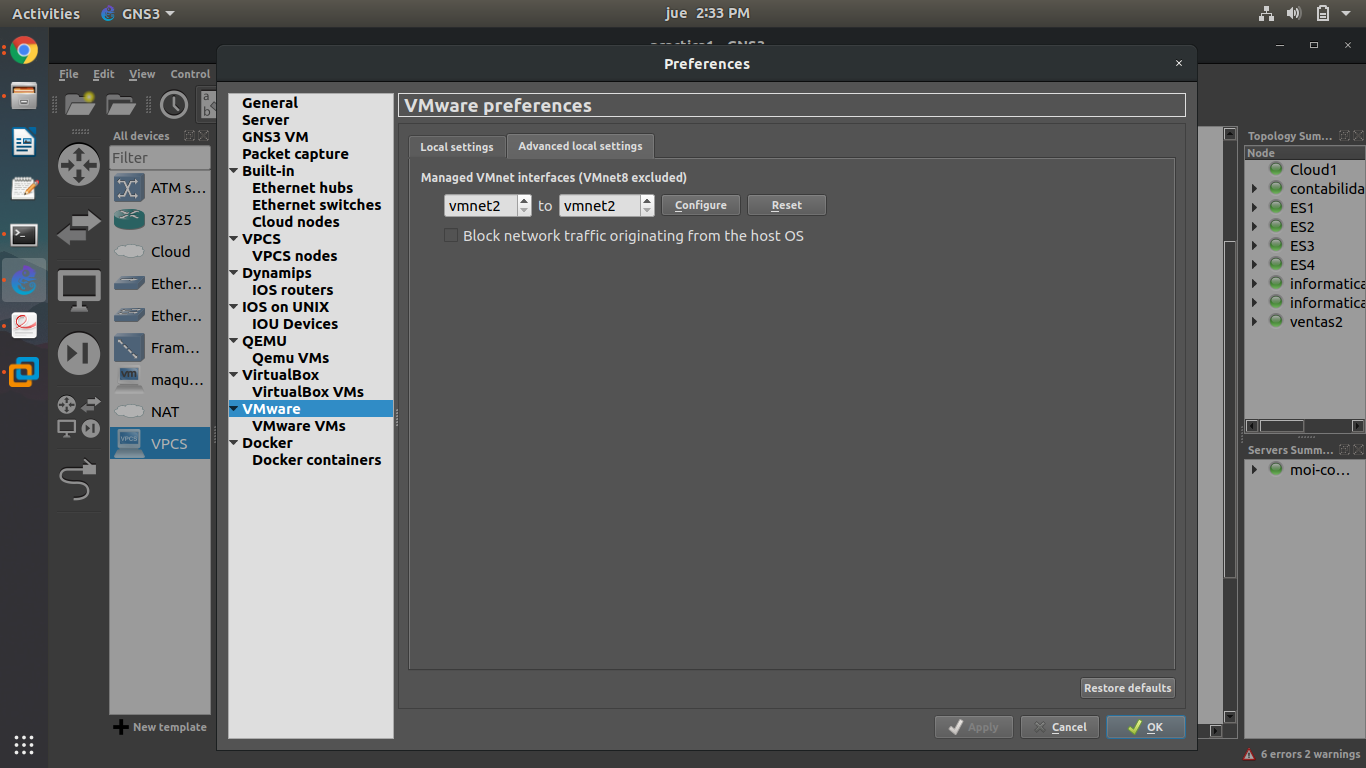 Activities
GNS3
jue 2:33 PM
Preferences
File Edit View Control
All devices
Filter
ATM s...
c3725
Cloud
Ether...
Ether...
Fram...
maqu...
NAT
VPCS
New template
General
Server
GNS3 VM
Packet capture
Built-in
Ethernet hubs
Ethernet switches
Cloud nodes
VPCS
VPCS nodes
Dynamips
IOS routers
IOS on UNIX
IOU Devices
QEMU
Qemu VMs
VirtualBox
VirtualBox VMs
VMware
VMware VMs
Docker
Docker containers
VMware preferences
Local settings
Advanced local settings
Managed VMnet interfaces (VMnet8 excluded)
vmnet2 to vmnet2 Configure Reset
Block network traffic originating from the host OS
Restore defaults
Apply Cancel OK
Topology Summ...
Node
Cloud1
contabilida
ES1
ES2
ES3
ES4
informatica
informatica
ventas2
Servers Summ...
moi-co...
6 errors 2 warnings